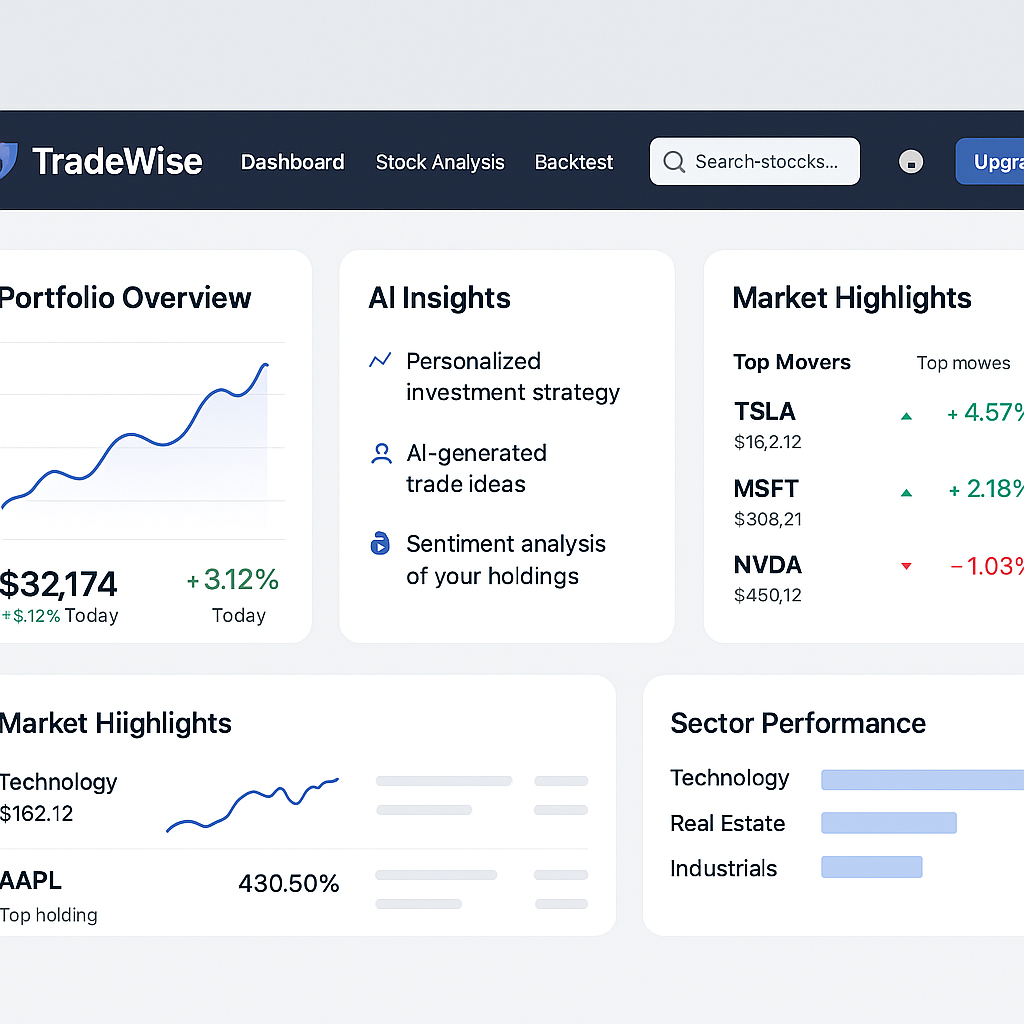 TradeWise
Dashboard
Stock Analysis
Backtest
Search-stoccks...
Upgra
Portfolio Overview
$32,174
+3.12%
+$.12% Today
Today
AI Insights
Personalized
investment strategy
AI-generated
trade ideas
Sentiment analysis
of your holdings
Market Highlights
Top Movers
Top mowes
TSLA
+ 4.57%
$16,2.12
MSFT
+ 2.18%
$308,21
NVDA
−1.03%
$450,12
Market Hiighlights
Technology
$162.12
AAPL
430.50%
Top holding
Sector Performance
Technology
Real Estate
Industrials